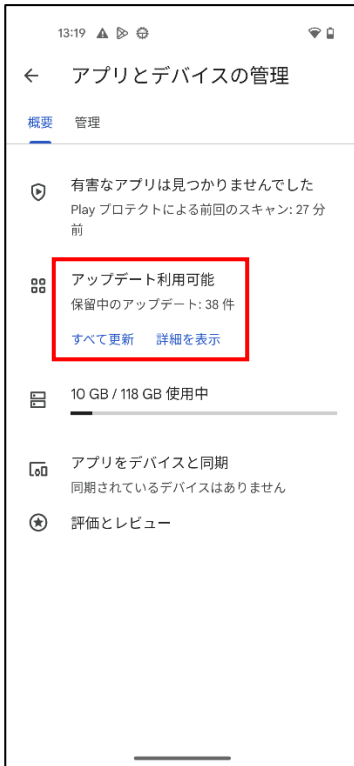 13:19
アプリとデバイスの管理
概要 管理
有害なアプリは見つかりませんでした
Play プロテクトによる前回のスキャン: 27 分
前
アップデート利用可能
保留中のアップデート: 38 件
すべて更新 詳細を表示
10 GB / 118 GB 使用中
アプリをデバイスと同期
同期されているデバイスはありません
評価とレビュー